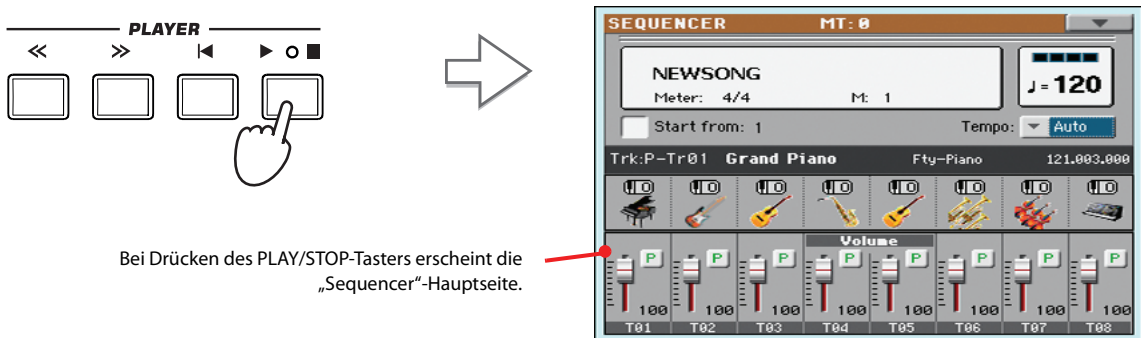 PLAYER
SEQUENCER MT: 0
NEWSONG
Meter: 4/4 M: 1
♩ = 120
Start from: 1 Tempo: Auto
Trk:P-Tr01 Grand Piano Fty-Piano 121.003.000
Volume
P P P P P P P P
100 100 100 100 100 100 100 100
T01 T02 T03 T04 T05 T06 T07 T08
Bei Drücken des PLAY/STOP-Tasters erscheint die
„Sequencer“-Hauptseite.